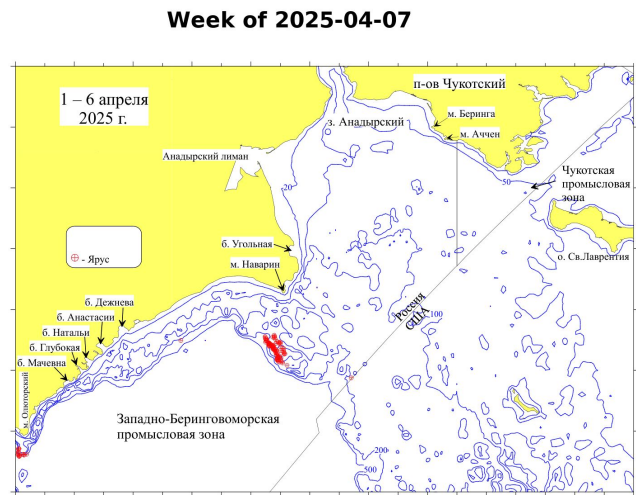 Week of 2025-04-07
1 – 6 апреля
2025 г.
п-ов Чукотский
м. Беринга
з. Анадырский
м. Аччен
Анадырский лиман
Чукотская
промысловая
зона
50
20
б. Угольная
о. Св.Лаврентия
м. Наварин
- Ярус
б. Дежнева
Россия
США
100
б. Анастасии
б. Натальи
б. Глубокая
б. Мачевна
м. Олюторский
Западно-Беринговоморская
промысловая зона
200
500